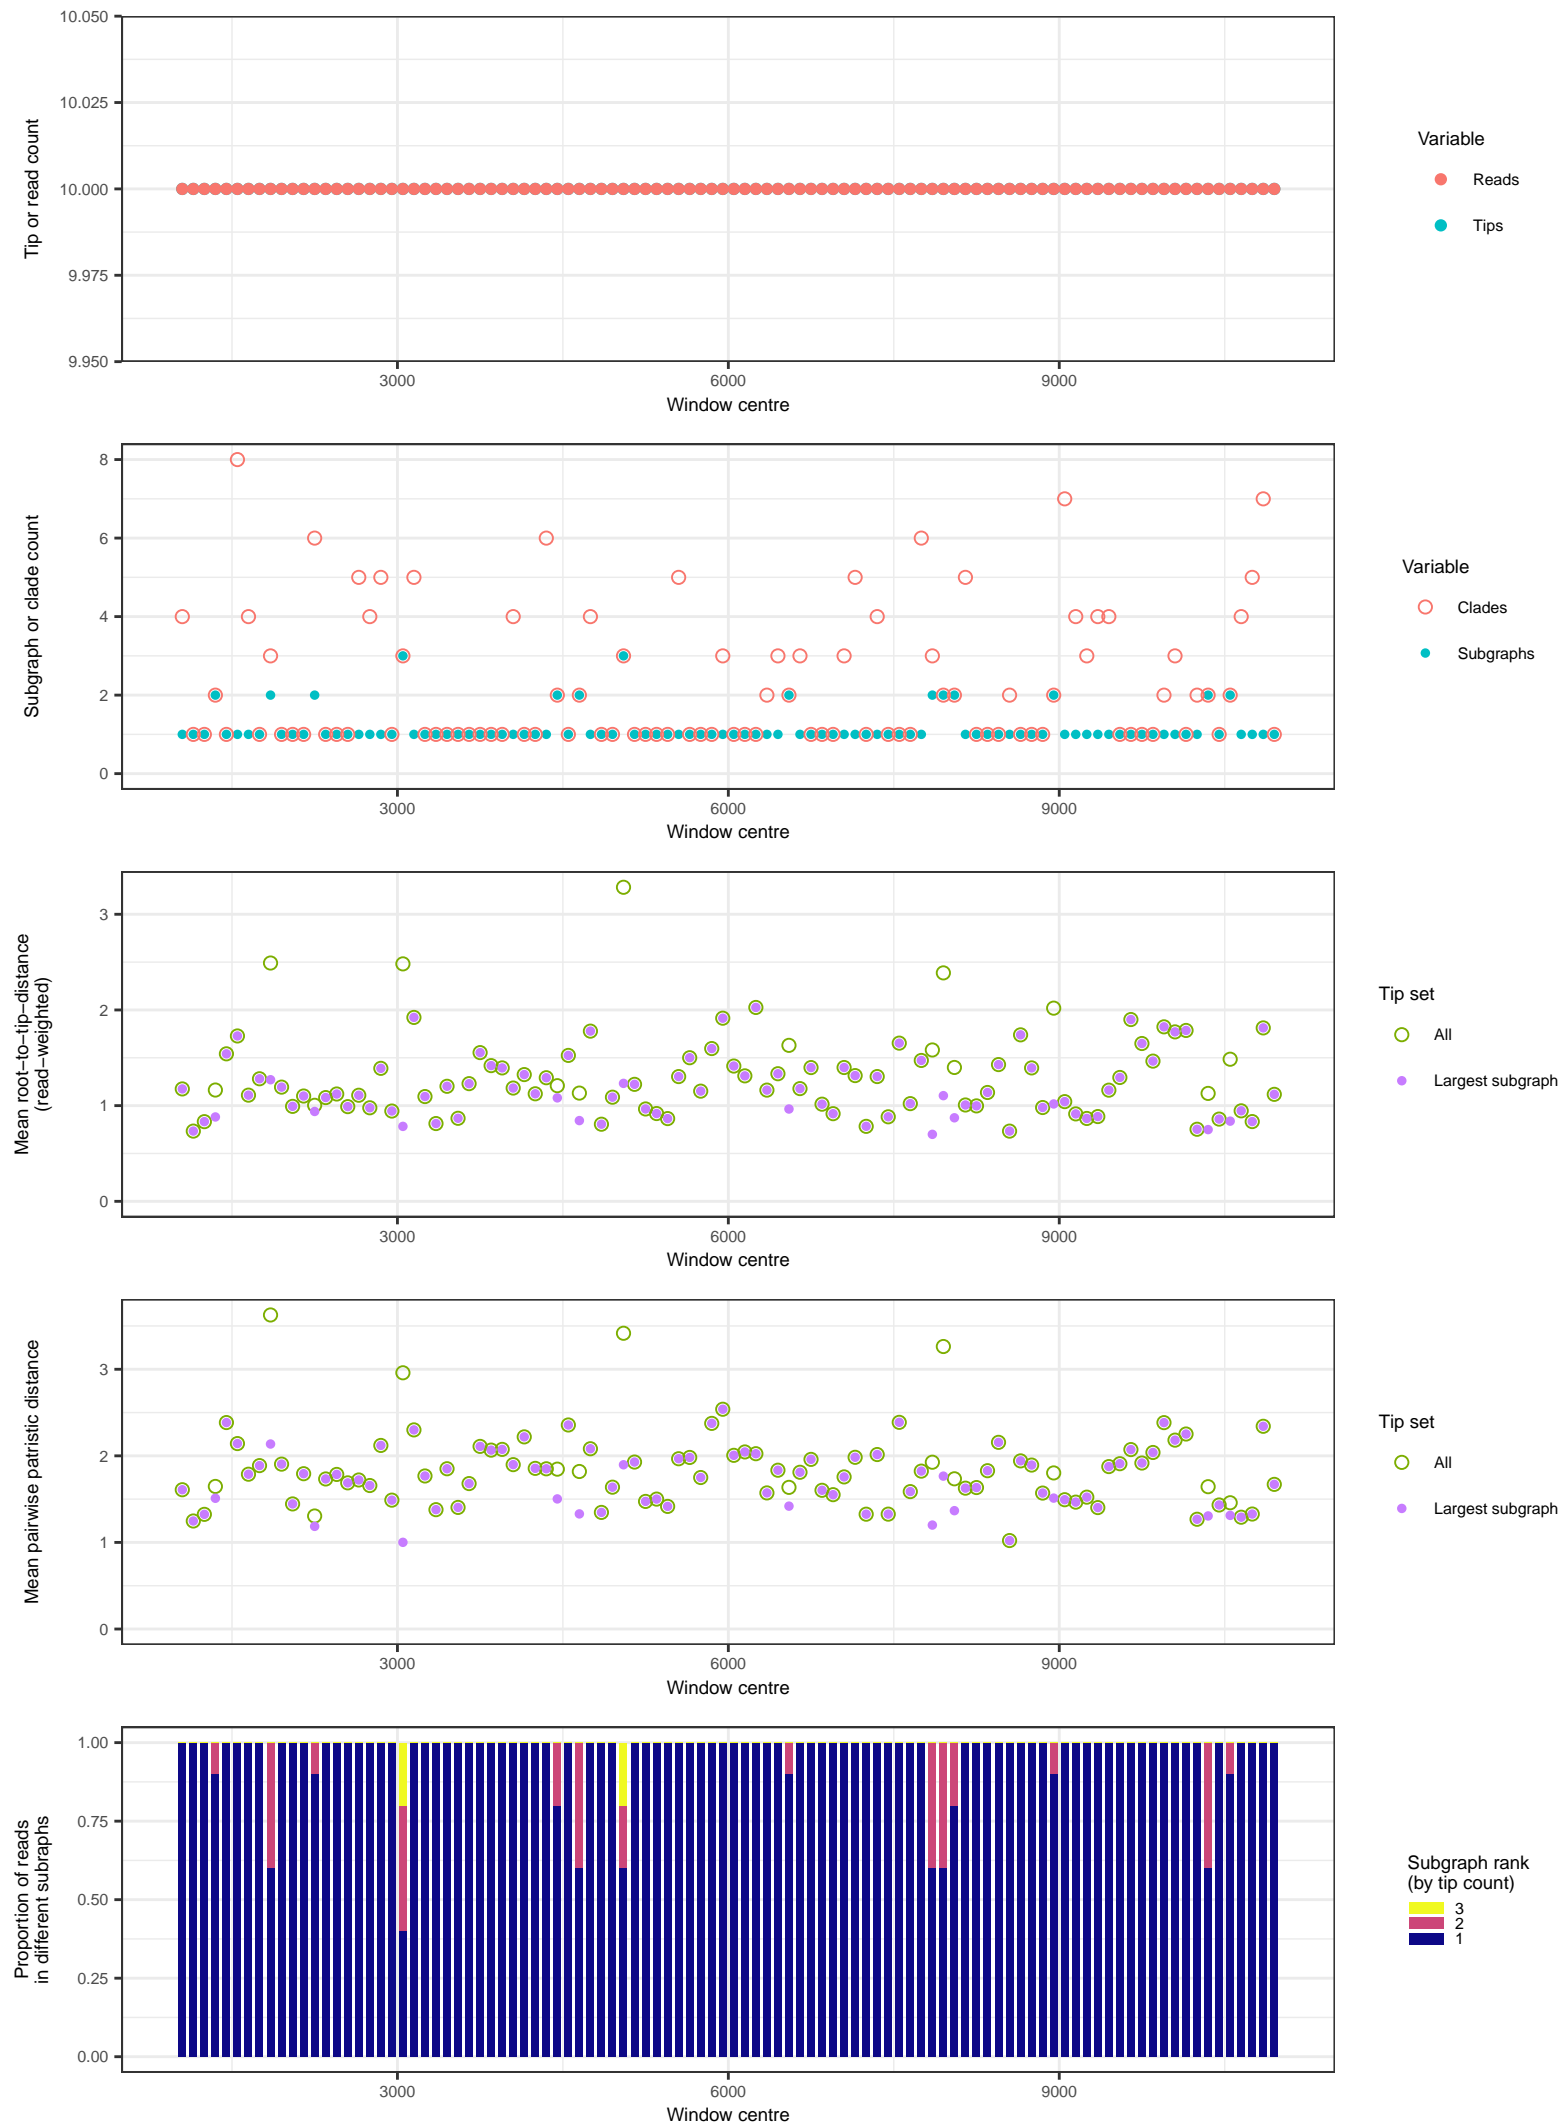 10.050
10.025
10.000
9.975
9.950
Tip or read count
3000
6000
9000
Window centre
Variable
Reads
Tips
8
6
4
2
0
Subgraph or clade count
3000
6000
9000
Window centre
Variable
Clades
Subgraphs
3
2
1
0
Mean root−to−tip−distance
(read−weighted)
3000
6000
9000
Window centre
Tip set
All
Largest subgraph
3
2
1
0
Mean pairwise patristic distance
3000
6000
9000
Window centre
Tip set
All
Largest subgraph
1.00
0.75
0.50
0.25
0.00
Proportion of reads
in different subraphs
3000
6000
9000
Window centre
Subgraph rank
(by tip count)
3
2
1